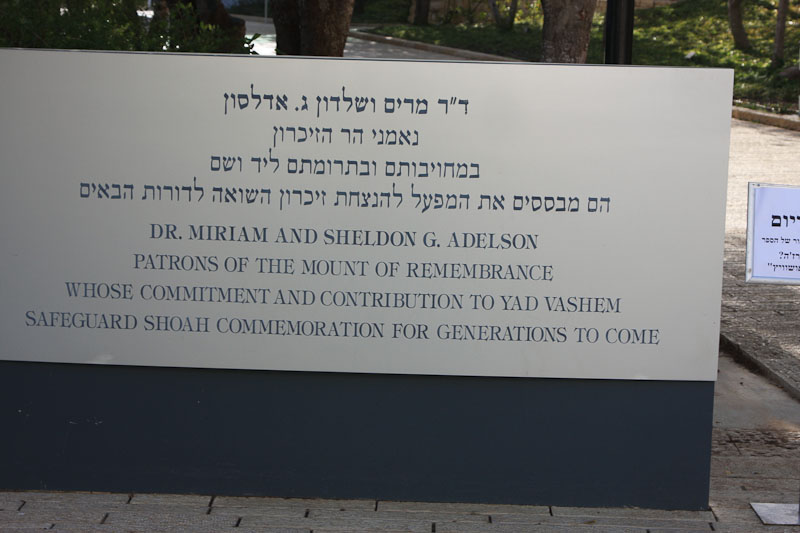 ד"ר מרים ושלדון ג. אדלסון
נאמני הר הזיכרון
במחויבותם ובתרומתם ליד ושם
הם מבססים את המפעל להנצחת זיכרון השואה לדורות הבאים
DR. MIRIAM AND SHELDON G. ADELSON
PATRONS OF THE MOUNT OF REMEMBRANCE
WHOSE COMMITMENT AND CONTRIBUTION TO YAD VASHEM
SAFEGUARD SHOAH COMMEMORATION FOR GENERATIONS TO COME
של הספר